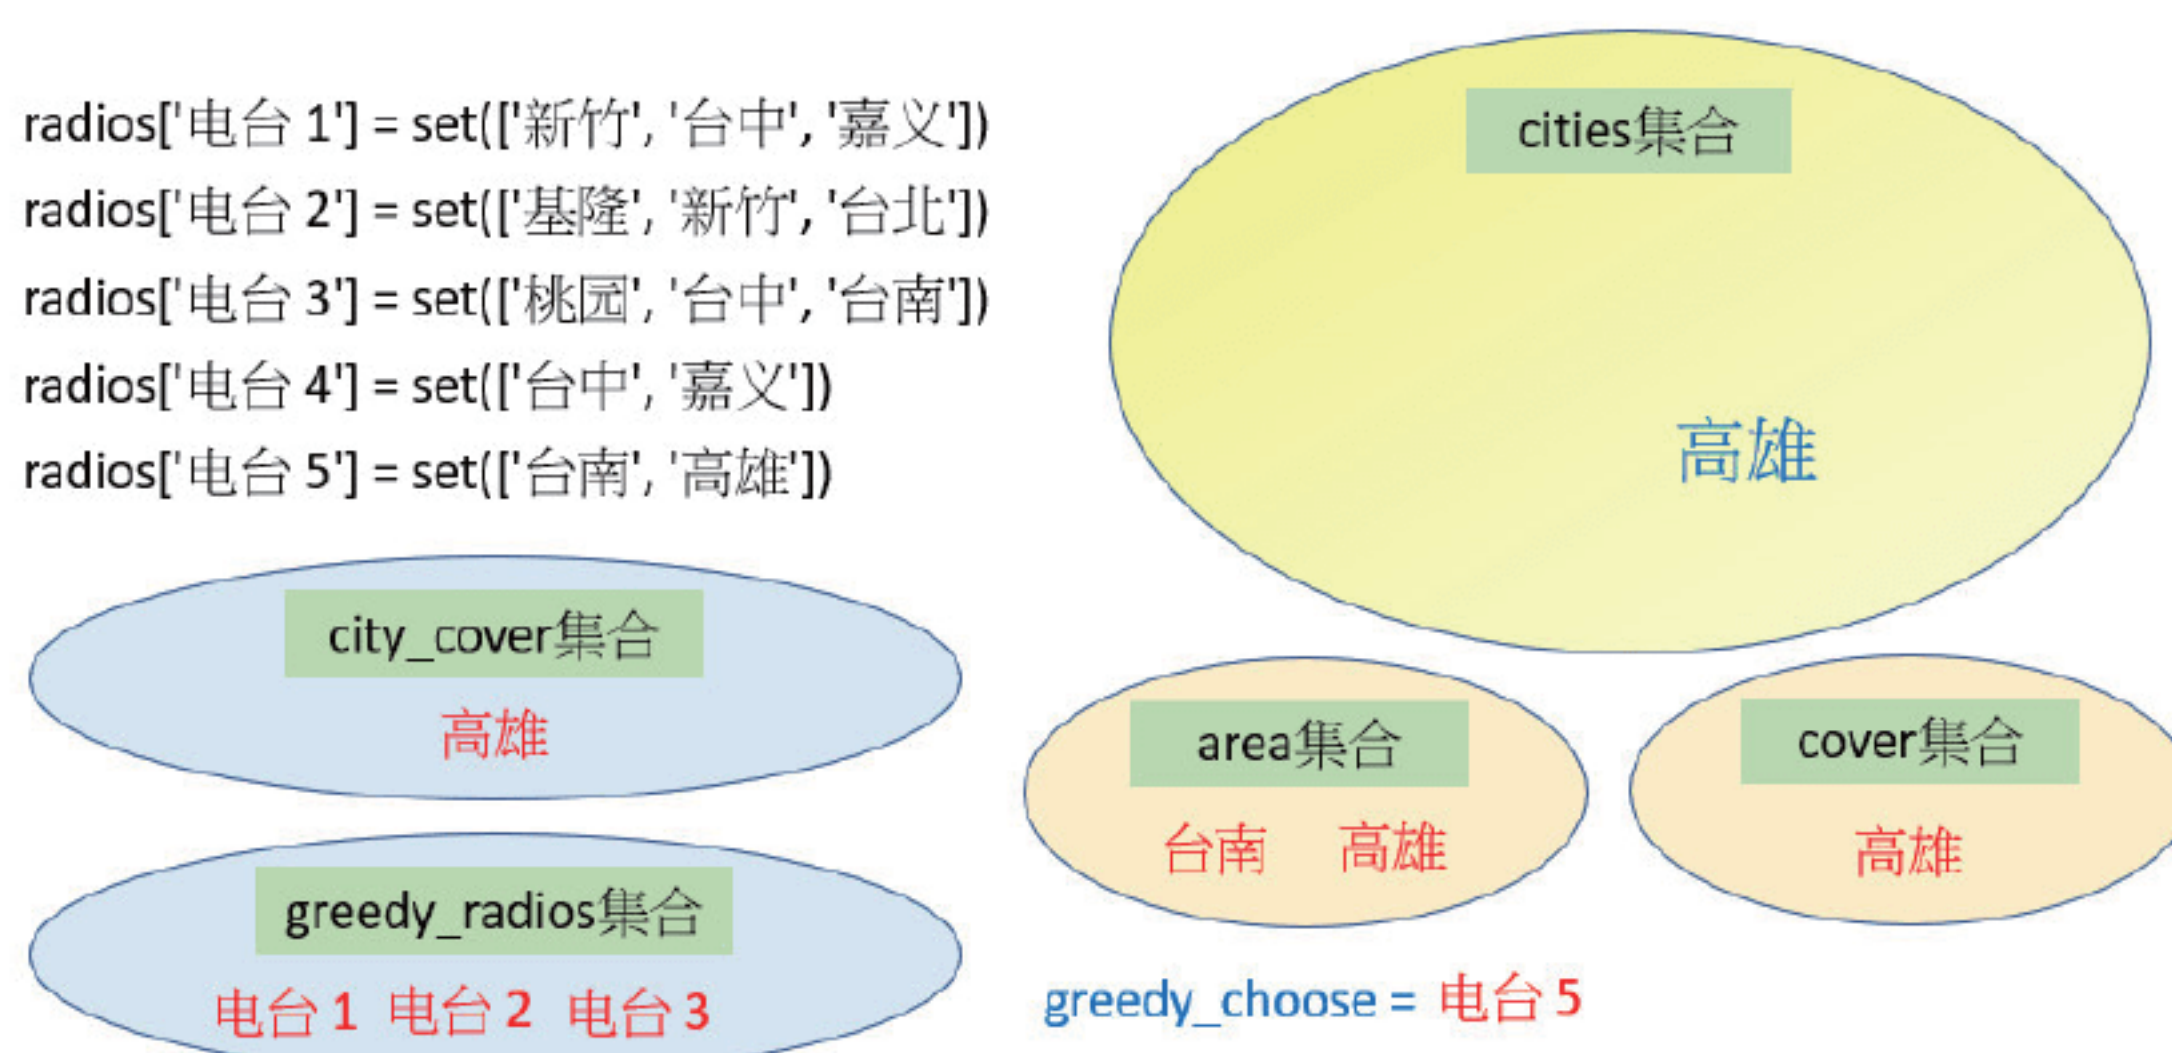 radios['电台 1'] = set(['新竹', '台中', '嘉义'])
radios['电台 2'] = set(['基隆', '新竹', '台北'])
radios['电台 3'] = set(['桃园', '台中', '台南'])
radios['电台 4'] = set(['台中', '嘉义'])
radios['电台 5'] = set(['台南', '高雄'])
cities集合
高雄
city_cover集合
高雄
area集合
台南 高雄
cover集合
高雄
greedy_radios集合
电台 1 电台 2 电台 3
greedy_choose = 电台 5